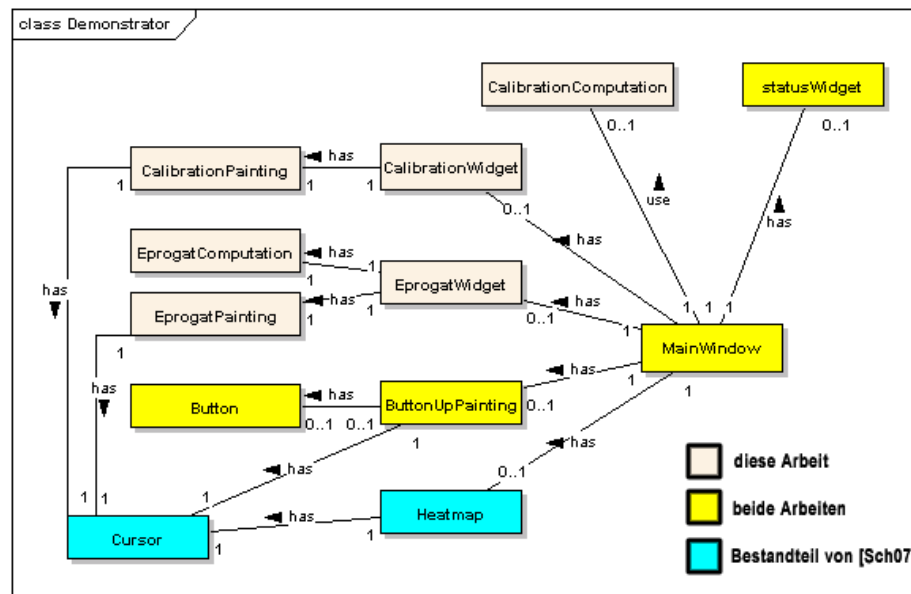 class Demonstrator
CalibrationComputation
statusWidget
0..1
0..1
CalibrationPainting
has
CalibrationWidget
1
1
1
0..1
use
has
has
EprogatComputation
has
1
1
EprogatWidget
has
has
EprogatPainting
has
1
1
0..1
has
1
1
1
1
1
MainWindow
1
has
Button
has
ButtonUpPainting
has
1
1
0..1
0..1
0..1
1
has
has
0..1
1
1
1
Cursor
has
Heatmap
1
1
diese Arbeit
beide Arbeiten
Bestandteil von [Sch07